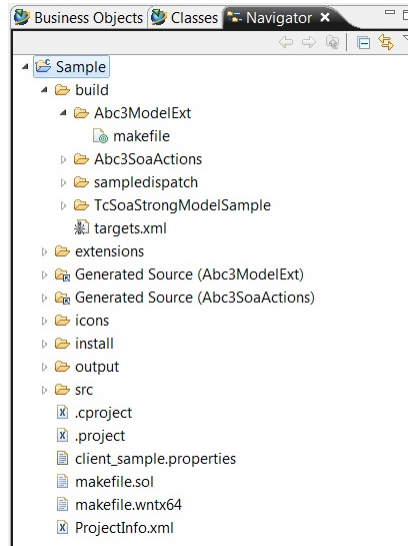 Business Objects Classes Navigator
Sample
build
Abc3ModelExt
makefile
Abc3SoaActions
sampledispatch
TcSoaStrongModelSample
targets.xml
extensions
Generated Source (Abc3ModelExt)
Generated Source (Abc3SoaActions)
icons
install
output
src
.cproject
.project
client_sample.properties
makefile.sol
makefile.wntx64
ProjectInfo.xml